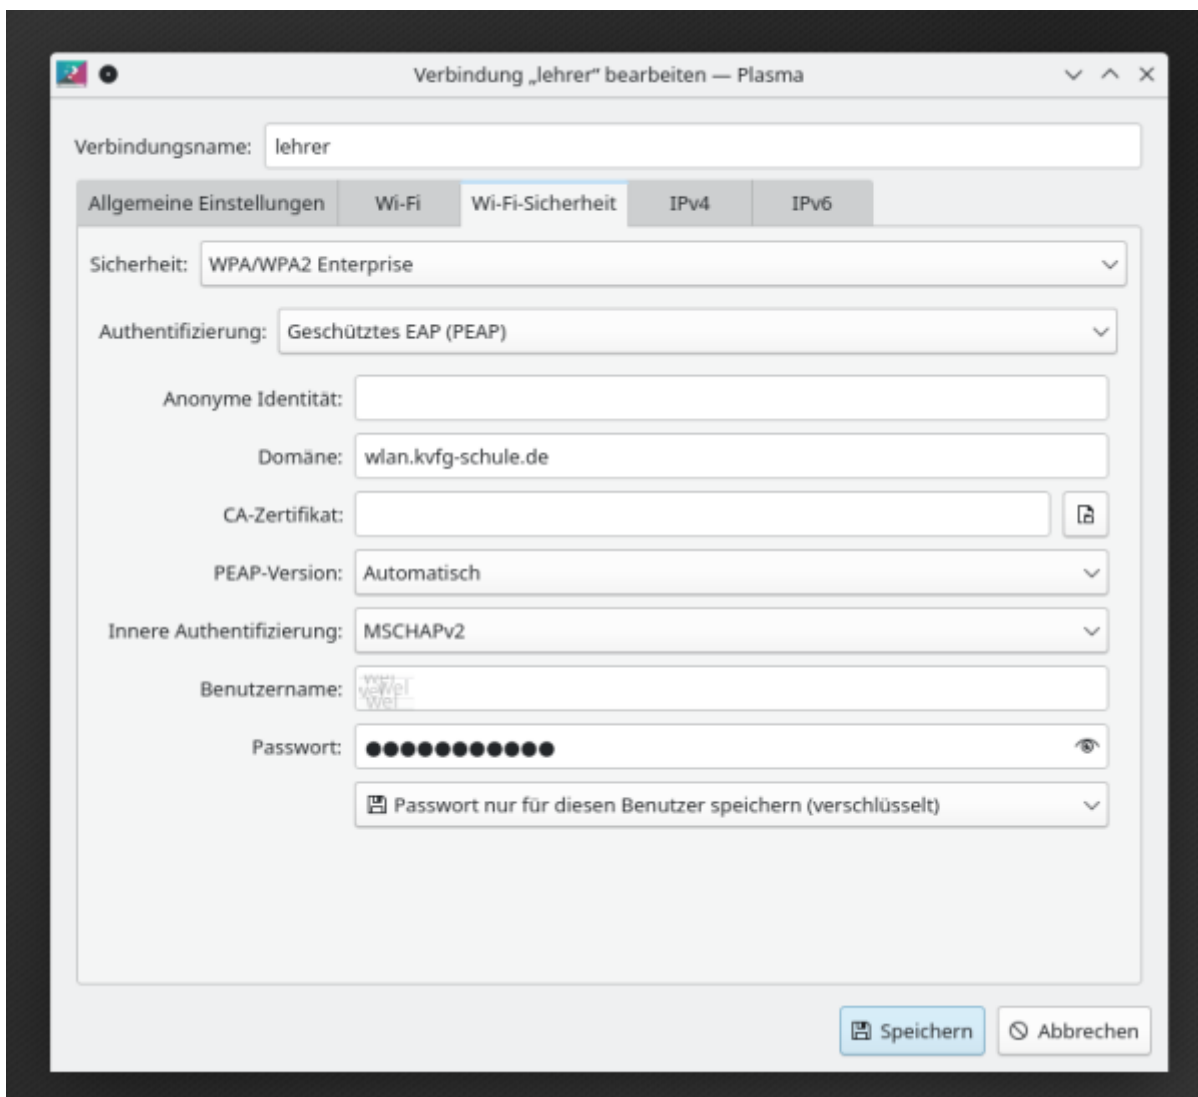 Verbindung „lehrer“ bearbeiten — Plasma
Verbindungsname: lehrer
Allgemeine Einstellungen Wi-Fi Wi-Fi-Sicherheit IPv4 IPv6
Sicherheit: WPA/WPA2 Enterprise
Authentifizierung: Geschütztes EAP (PEAP)
Anonyme Identität:
Domäne: wlan.kvfg-schule.de
CA-Zertifikat:
PEAP-Version: Automatisch
Innere Authentifizierung: MSCHAPv2
Benutzername:
Passwort: ●●●●●●●●●●●
Passwort nur für diesen Benutzer speichern (verschlüsselt)
Speichern Abbrechen